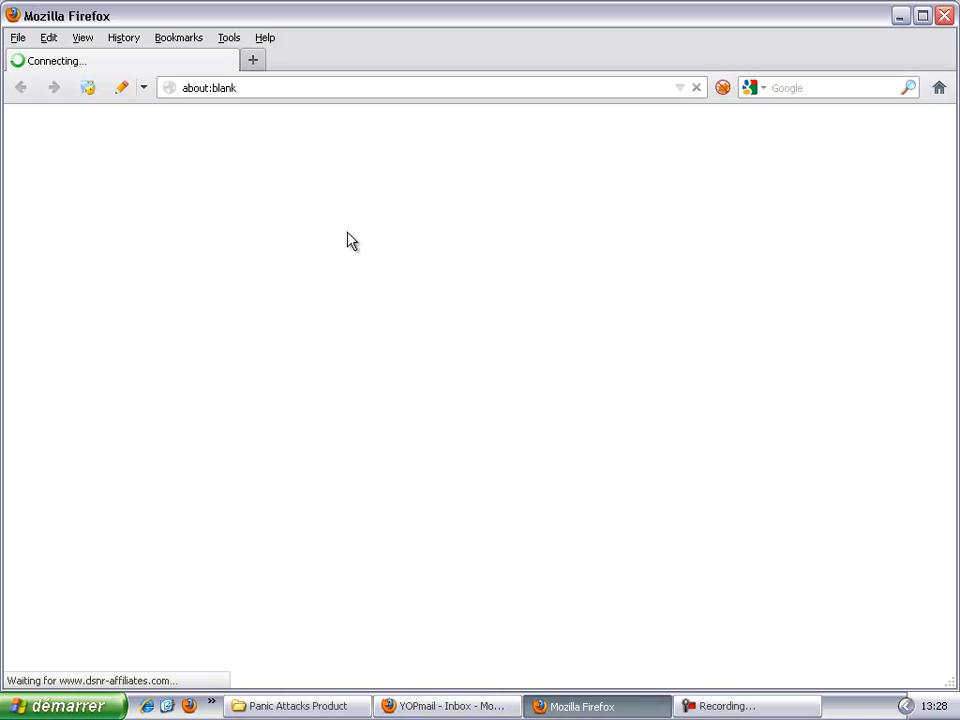 Mozilla Firefox
File Edit View History Bookmarks Tools Help
Connecting...
about:blank
Google
Waiting for www.dsnr-affiliates.com...
démarrer
Panic Attacks Product
YOPmail - Inbox - Mo...
Mozilla Firefox
Recording...
13:28